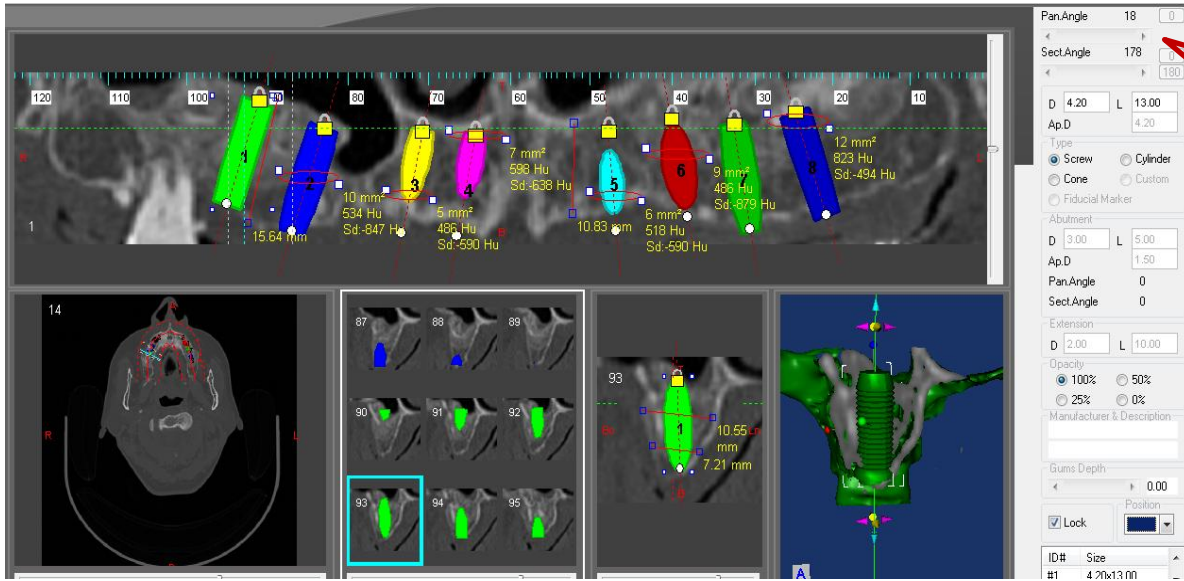 Pan.Angle 18 0
Sect.Angle 178 0
180
D 4.20 L 13.00
Ap.D 4.20
Type
Screw Cylinder
Cone Custom
Fiducial Marker
Abutment
D 3.00 L 5.00
Ap.D 1.50
Pan.Angle 0
Sect.Angle 0
Extension
D 2.00 L 10.00
Opacity
100% 50%
25% 0%
Manufacturer & Description
Gums Depth
0.00
Position
Lock
ID# Size
#1 4.20x13.00
120 110 100 90 80 70 60 50 48 40 30 20 10
1 2 3 4 5 6 7 8
R
1
15.64 mm
10 mm²
534 Hu
Sd:-847 Hu
5 mm²
486 Hu
Sd:-590 Hu
7 mm²
598 Hu
Sd:-638 Hu
10.83 mm
6 mm²
518 Hu
Sd:-590 Hu
9 mm²
486 Hu
Sd:-879 Hu
12 mm²
823 Hu
Sd:-494 Hu
14
R L
87 88 89
90 91 92
93 94 95
93
1
10.55
mm
7.21 mm
A